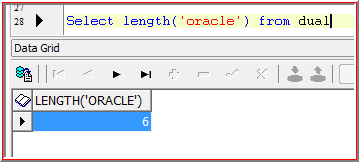 27
28 Select length('oracle') from dual
Data Grid
LENGTH('ORACLE')
6